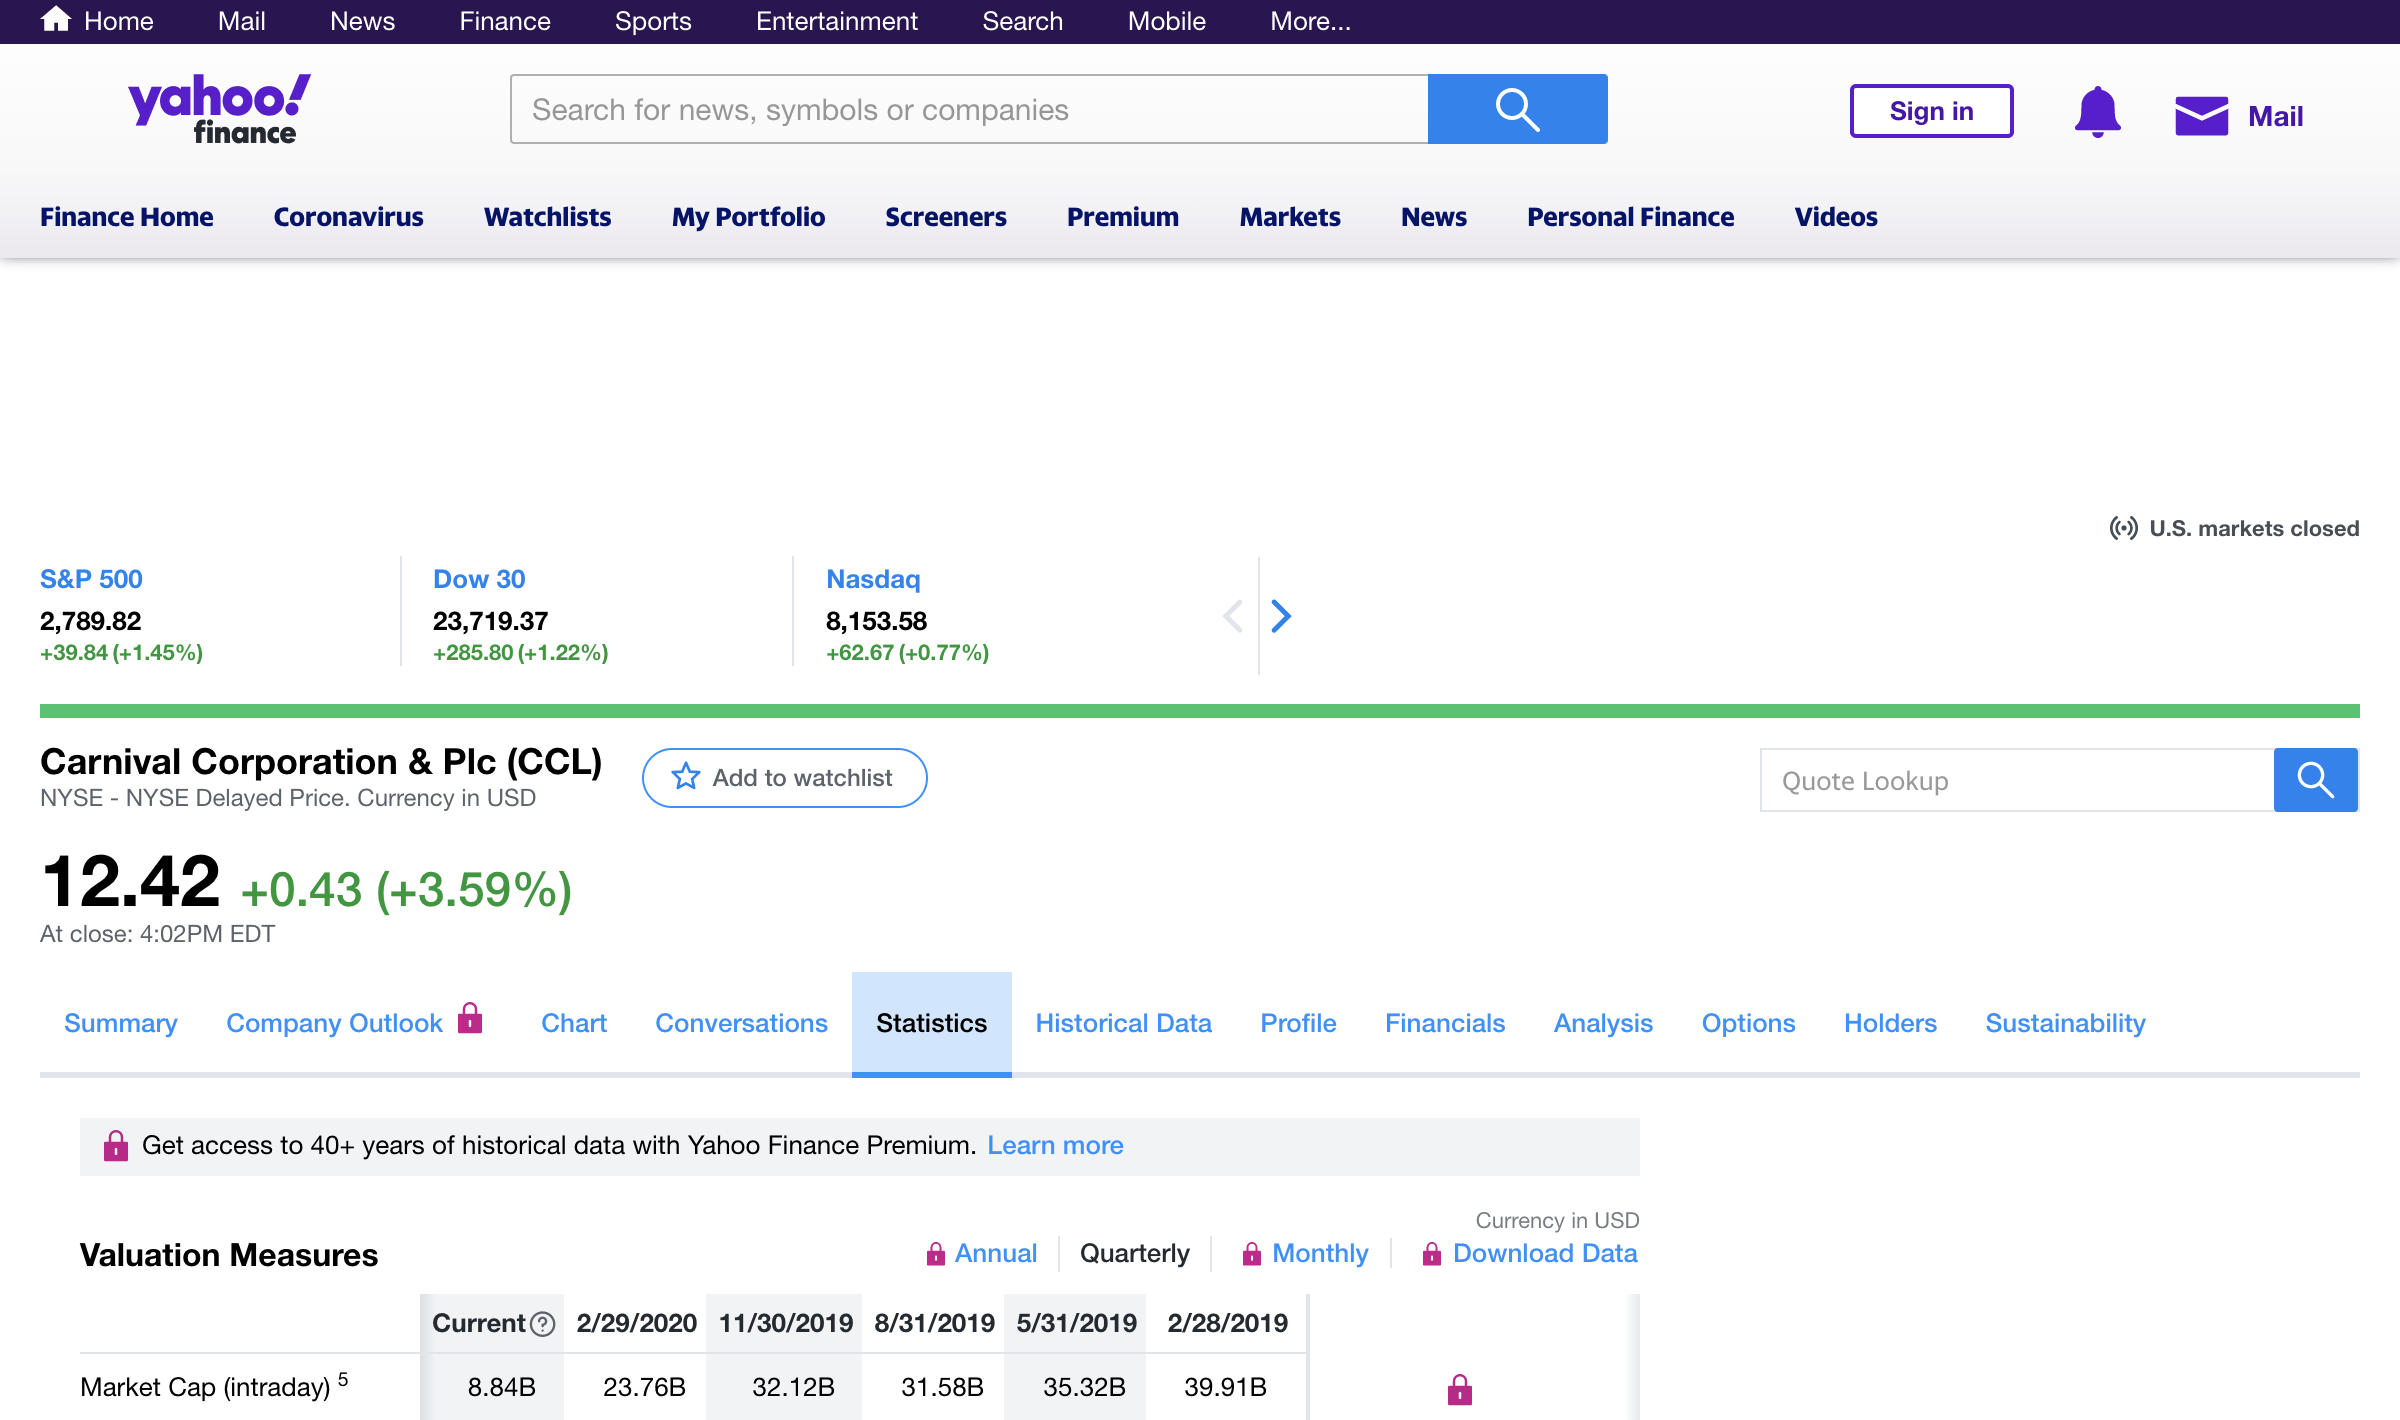 Home Mail News Finance Sports Entertainment Search Mobile More...
yahoo!
finance
Search for news, symbols or companies
Sign in
Mail
Finance Home Coronavirus Watchlists My Portfolio Screeners Premium Markets News Personal Finance Videos
U.S. markets closed
S&P 500
2,789.82
+39.84 (+1.45%)
Dow 30
23,719.37
+285.80 (+1.22%)
Nasdaq
8,153.58
+62.67 (+0.77%)
Carnival Corporation & Plc (CCL)
NYSE - NYSE Delayed Price. Currency in USD
Add to watchlist
Quote Lookup
12.42 +0.43 (+3.59%)
At close: 4:02PM EDT
Summary Company Outlook Chart Conversations Statistics Historical Data Profile Financials Analysis Options Holders Sustainability
Get access to 40+ years of historical data with Yahoo Finance Premium. Learn more
Currency in USD
Valuation Measures
Annual Quarterly Monthly Download Data
Current 2/29/2020 11/30/2019 8/31/2019 5/31/2019 2/28/2019
Market Cap (intraday) 5 8.84B 23.76B 32.12B 31.58B 35.32B 39.91B